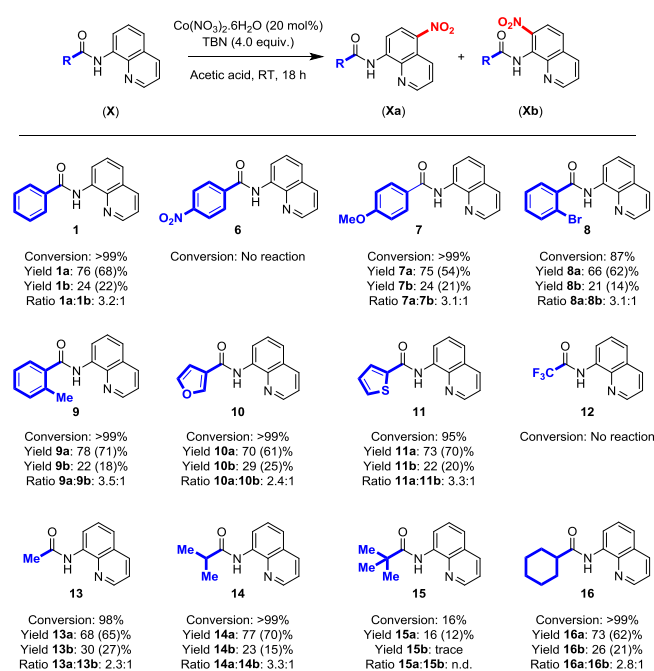 Co(NO3)2.6H2O (20 mol%)
TBN (4.0 equiv.)
Acetic acid, RT, 18 h
R O N H N
(X)
R O N H N NO2
(Xa)
+
R O N H N O2N
(Xb)
O N H N
1
Conversion: >99%
Yield 1a: 76 (68)%
Yield 1b: 24 (22)%
Ratio 1a:1b: 3.2:1
O2N O N H N
6
Conversion: No reaction
MeO O N H N
7
Conversion: >99%
Yield 7a: 75 (54)%
Yield 7b: 24 (21)%
Ratio 7a:7b: 3.1:1
Br O N H N
8
Conversion: 87%
Yield 8a: 66 (62)%
Yield 8b: 21 (14)%
Ratio 8a:8b: 3.1:1
Me O N H N
9
Conversion: >99%
Yield 9a: 78 (71)%
Yield 9b: 22 (18)%
Ratio 9a:9b: 3.5:1
O O N H N
10
Conversion: >99%
Yield 10a: 70 (61)%
Yield 10b: 29 (25)%
Ratio 10a:10b: 2.4:1
S O N H N
11
Conversion: 95%
Yield 11a: 73 (70)%
Yield 11b: 22 (20)%
Ratio 11a:11b: 3.3:1
F3C O N H N
12
Conversion: No reaction
Me O N H N
13
Conversion: 98%
Yield 13a: 68 (65)%
Yield 13b: 30 (27)%
Ratio 13a:13b: 2.3:1
Me Me O N H N
14
Conversion: >99%
Yield 14a: 77 (70)%
Yield 14b: 23 (15)%
Ratio 14a:14b: 3.3:1
Me Me Me O N H N
15
Conversion: 16%
Yield 15a: 16 (12)%
Yield 15b: trace
Ratio 15a:15b: n.d.
O N H N
16
Conversion: >99%
Yield 16a: 73 (62)%
Yield 16b: 26 (21)%
Ratio 16a:16b: 2.8:1